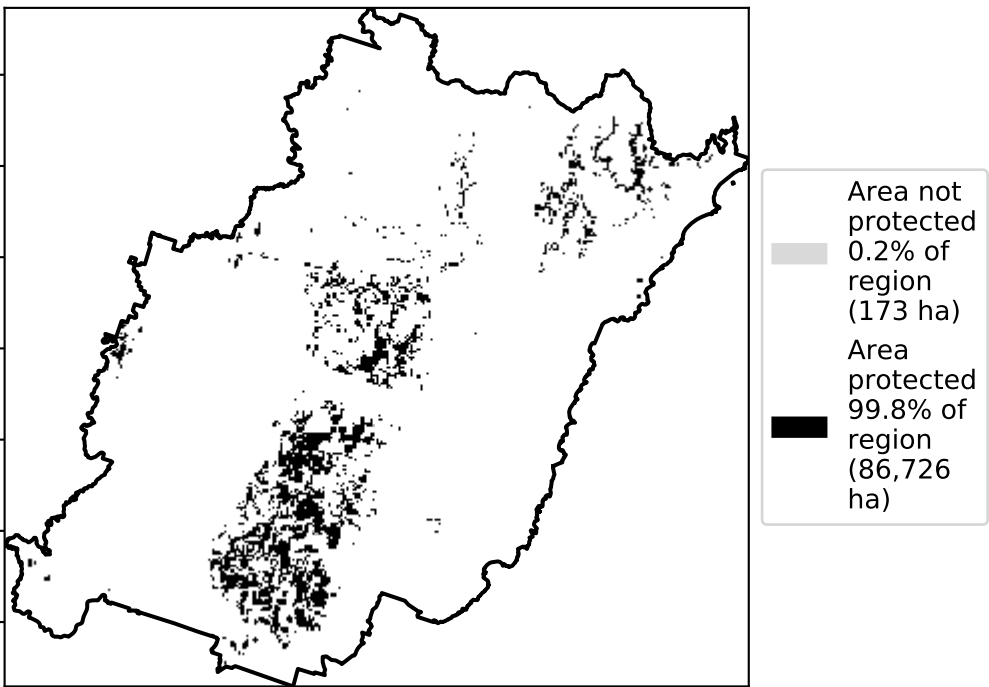 Area not
protected
0.2% of
region
(173 ha)
Area
protected
99.8% of
region
(86,726
ha)